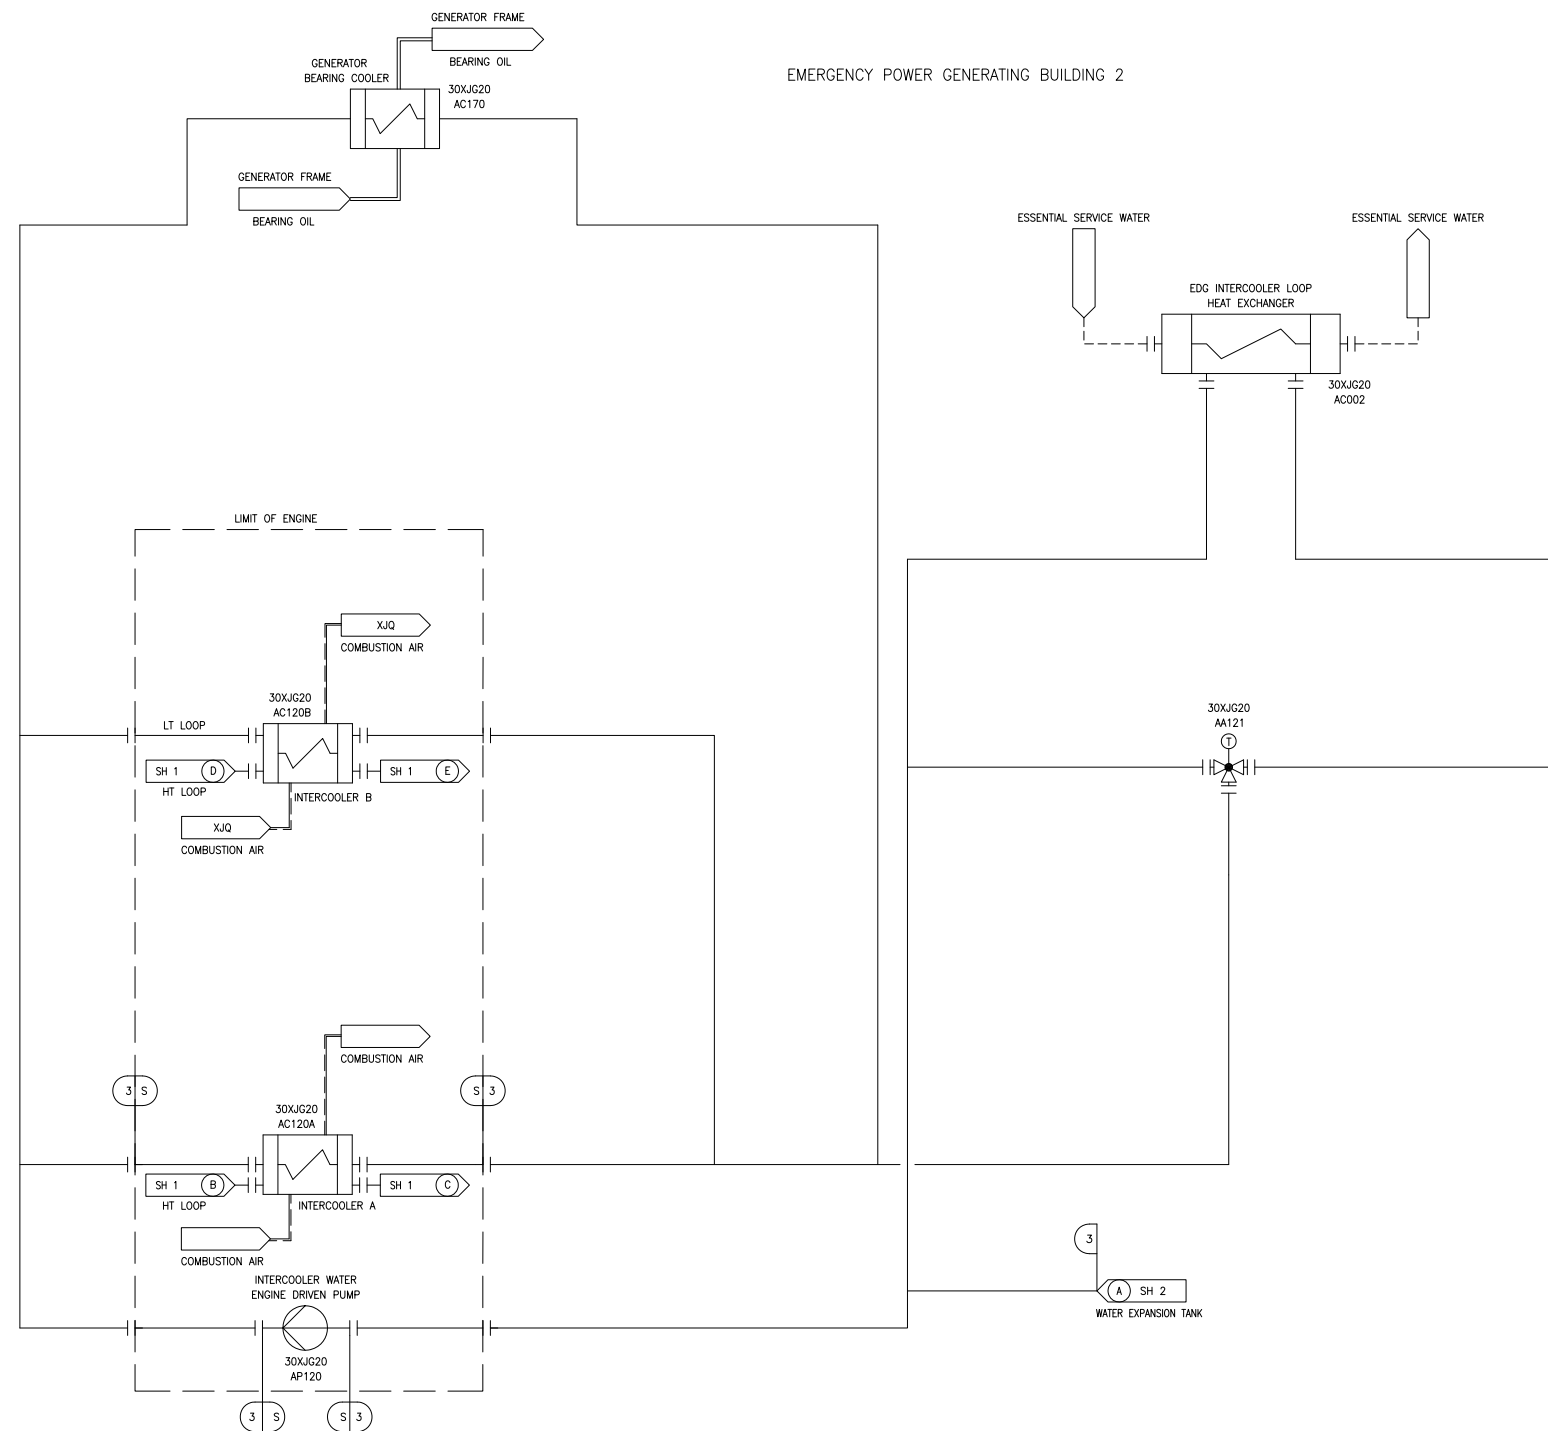 GENERATOR FRAME
BEARING OIL
GENERATOR
BEARING COOLER
30XJG20
AC170
EMERGENCY POWER GENERATING BUILDING 2
GENERATOR FRAME
BEARING OIL
ESSENTIAL SERVICE WATER
ESSENTIAL SERVICE WATER
EDG INTERCOOLER LOOP
HEAT EXCHANGER
30XJG20
AC002
LIMIT OF ENGINE
XJQ
COMBUSTION AIR
30XJG20
AC120B
LT LOOP
SH 1 D
HT LOOP
SH 1 E
INTERCOOLER B
XJQ
COMBUSTION AIR
30XJG20
AA121
T
COMBUSTION AIR
3 S
S 3
30XJG20
AC120A
SH 1 B
HT LOOP
SH 1 C
INTERCOOLER A
COMBUSTION AIR
3
A SH 2
WATER EXPANSION TANK
INTERCOOLER WATER
ENGINE DRIVEN PUMP
30XJG20
AP120
3 S
S 3